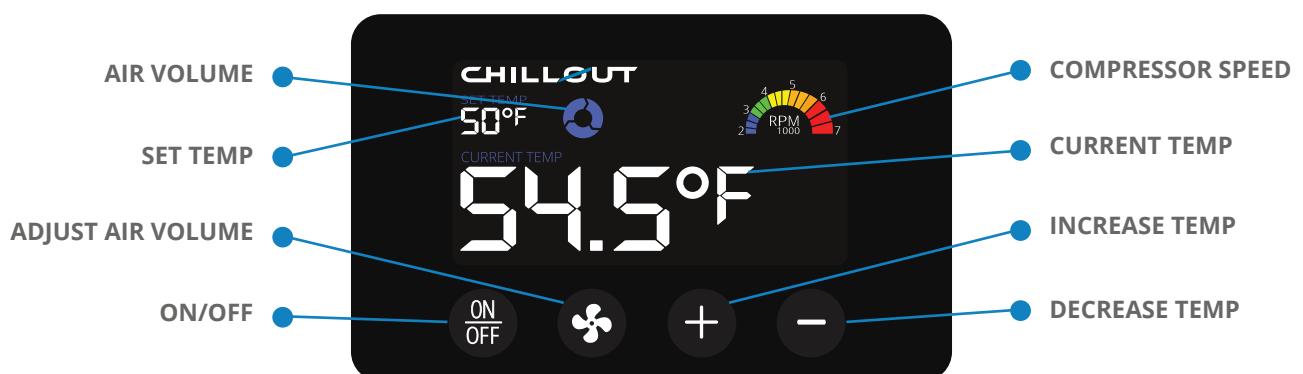 AIR VOLUME
SET TEMP
ADJUST AIR VOLUME
ON/OFF
CHILLOUT
SET TEMP
50°F
CURRENT TEMP
54.5°F
2 3 4 5 6 7
RPM
1000
ON
OFF
COMPRESSOR SPEED
CURRENT TEMP
INCREASE TEMP
DECREASE TEMP